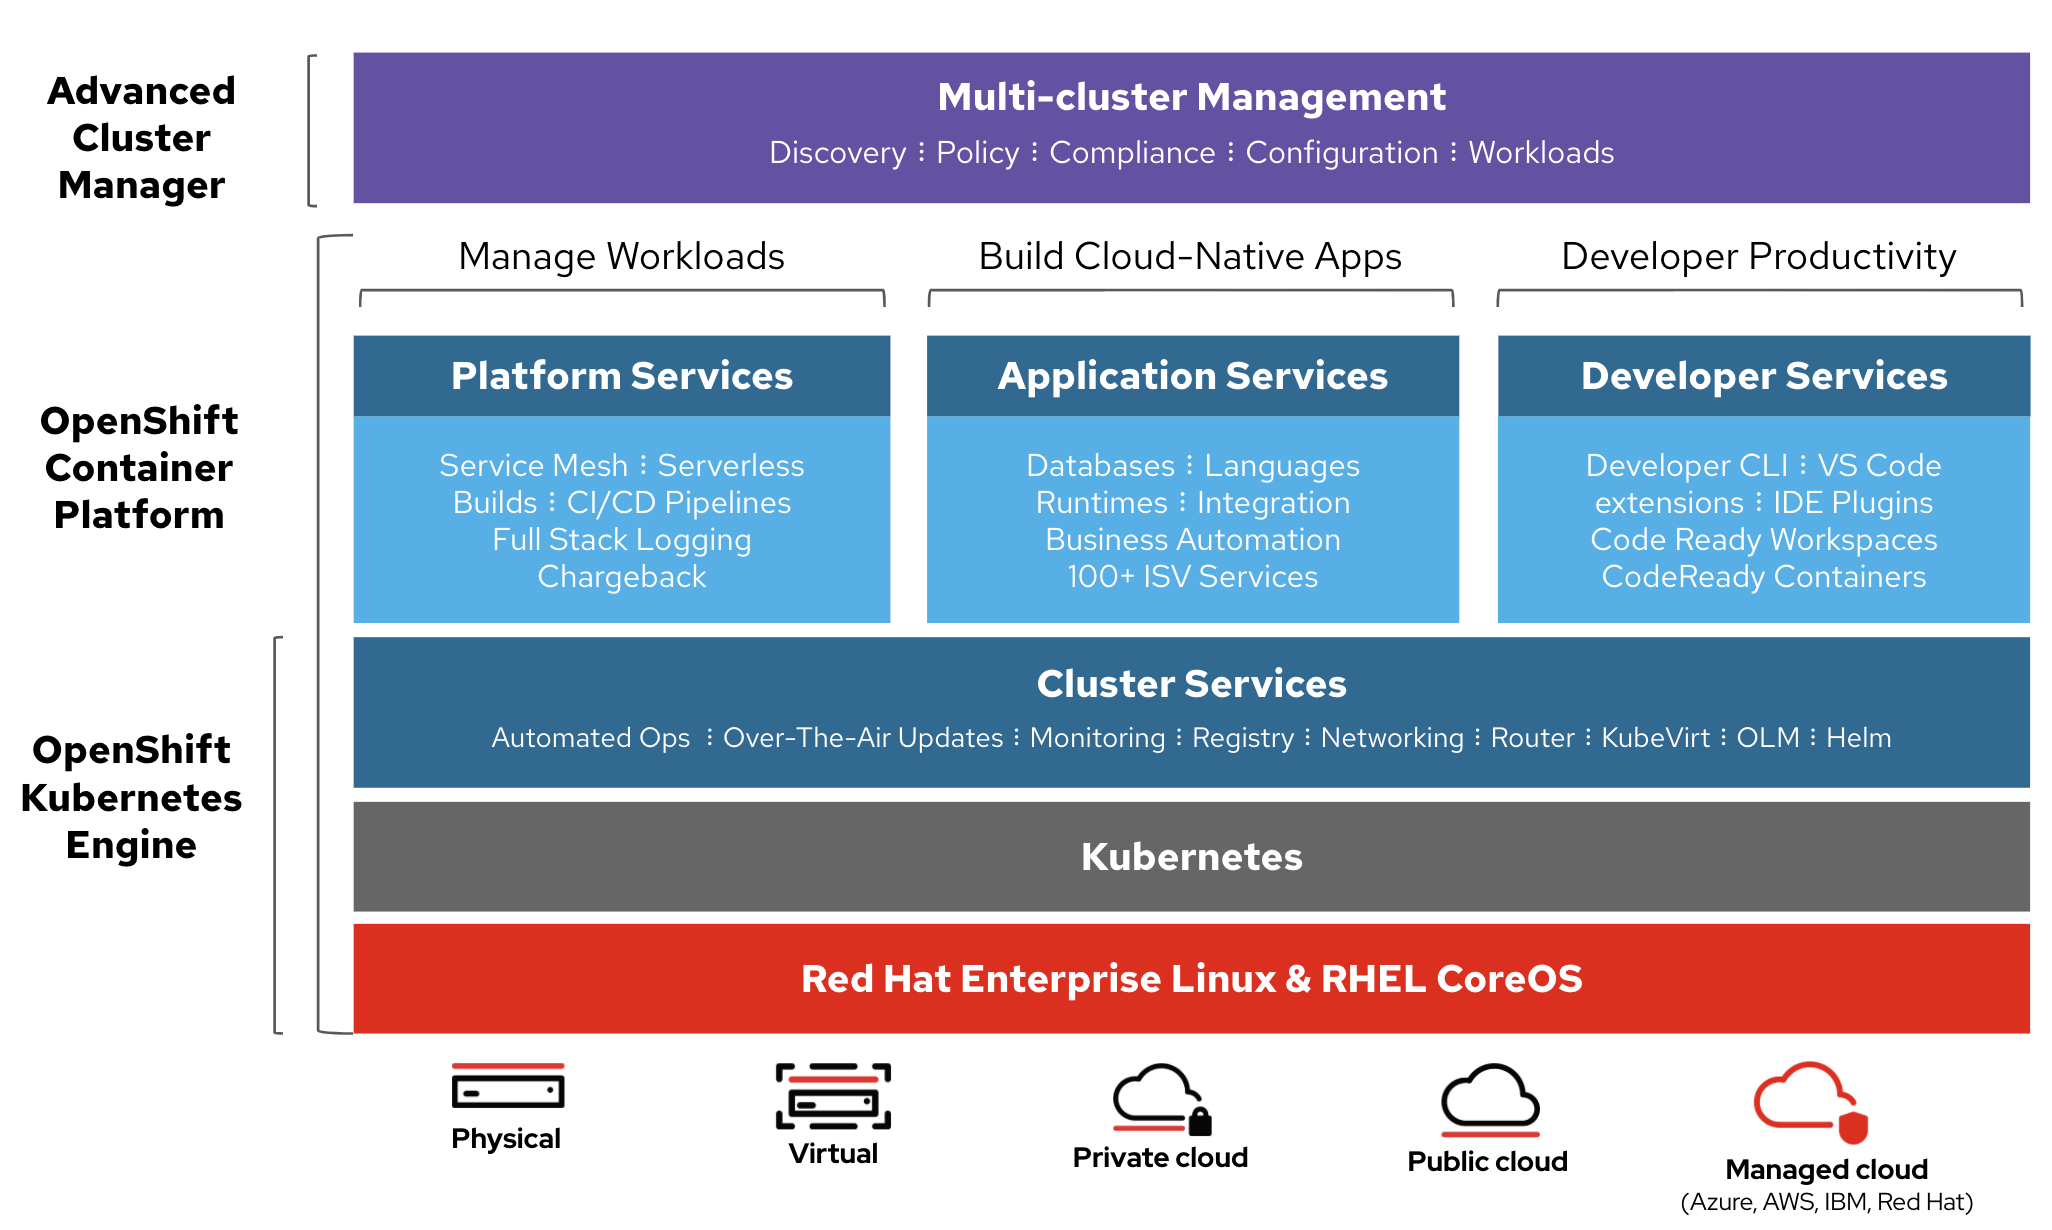 Advanced
Cluster
Manager
Multi-cluster Management
Discovery ⋮ Policy ⋮ Compliance ⋮ Configuration ⋮ Workloads
OpenShift
Container
Platform
Manage Workloads
Platform Services
Service Mesh ⋮ Serverless
Builds ⋮ CI/CD Pipelines
Full Stack Logging
Chargeback
Build Cloud-Native Apps
Application Services
Databases ⋮ Languages
Runtimes ⋮ Integration
Business Automation
100+ ISV Services
Developer Productivity
Developer Services
Developer CLI ⋮ VS Code
extensions ⋮ IDE Plugins
Code Ready Workspaces
CodeReady Containers
OpenShift
Kubernetes
Engine
Cluster Services
Automated Ops ⋮ Over-The-Air Updates ⋮ Monitoring ⋮ Registry ⋮ Networking ⋮ Router ⋮ KubeVirt ⋮ OLM ⋮ Helm
Kubernetes
Red Hat Enterprise Linux & RHEL CoreOS
Physical
Virtual
Private cloud
Public cloud
Managed cloud
(Azure, AWS, IBM, Red Hat)